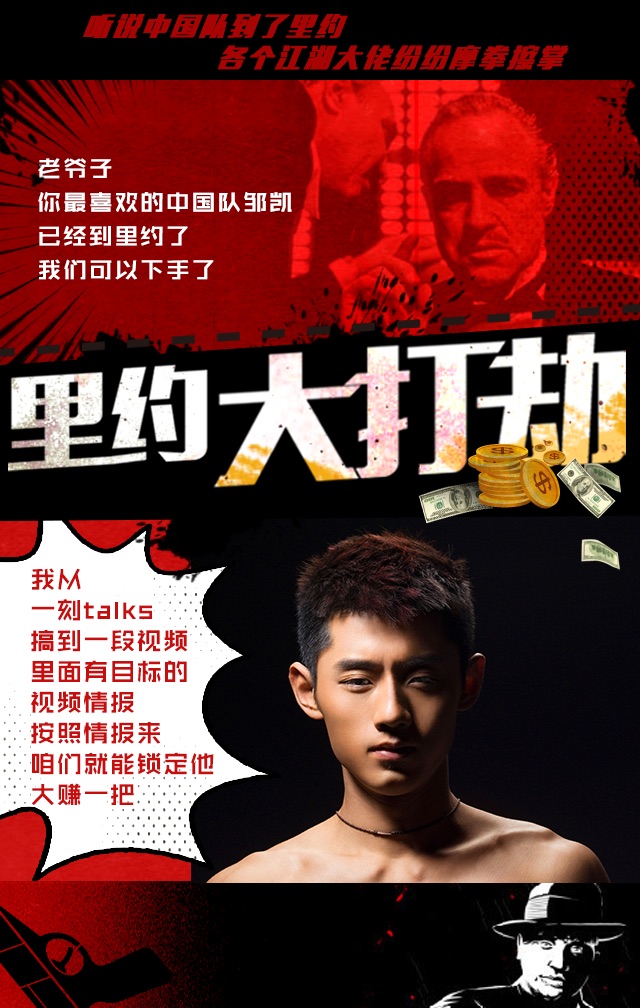 听说中国队到了里约
各个江湖大佬纷纷摩拳擦掌
老爷子
你最喜欢的中国队邹凯
已经到里约了
我们可以下手了
里约大打劫
我从
一刻talks
搞到一段视频
里面有目标的
视频情报
按照情报来
咱们就能锁定他
大赚一把